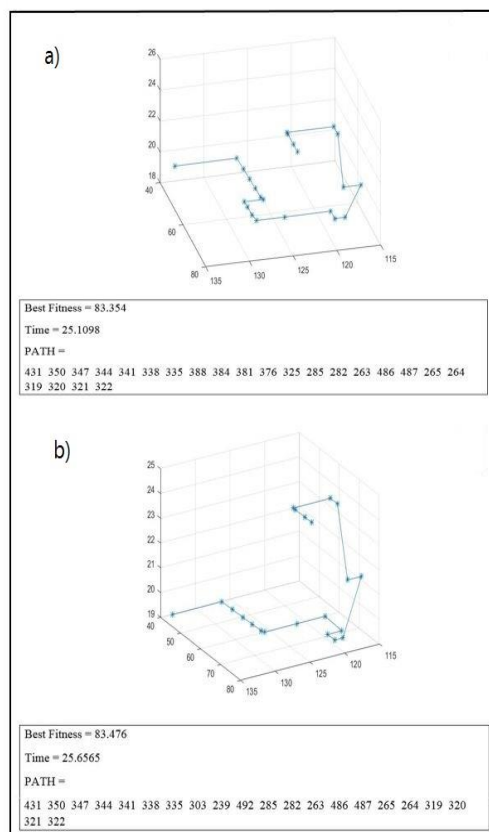 a)
26
24
22
20
18
40
60
80
135
130
125
120
115
Best Fitness = 83.354
Time = 25.1098
PATH =
431 350 347 344 341 338 335 388 384 381 376 325 285 282 263 486 487 265 264
319 320 321 322
b)
25
24
23
22
21
20
19
40
50
60
70
80
135
130
125
120
115
Best Fitness = 83.476
Time = 25.6565
PATH =
431 350 347 344 341 338 335 303 239 492 285 282 263 486 487 265 264 319 320
321 322